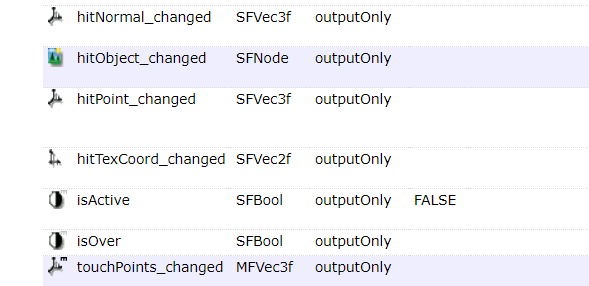 hitNormal_changed SFVec3f outputOnly
hitObject_changed SFNode outputOnly
hitPoint_changed SFVec3f outputOnly
hitTexCoord_changed SFVec2f outputOnly
isActive SFBool outputOnly FALSE
isOver SFBool outputOnly
touchPoints_changed MFVec3f outputOnly